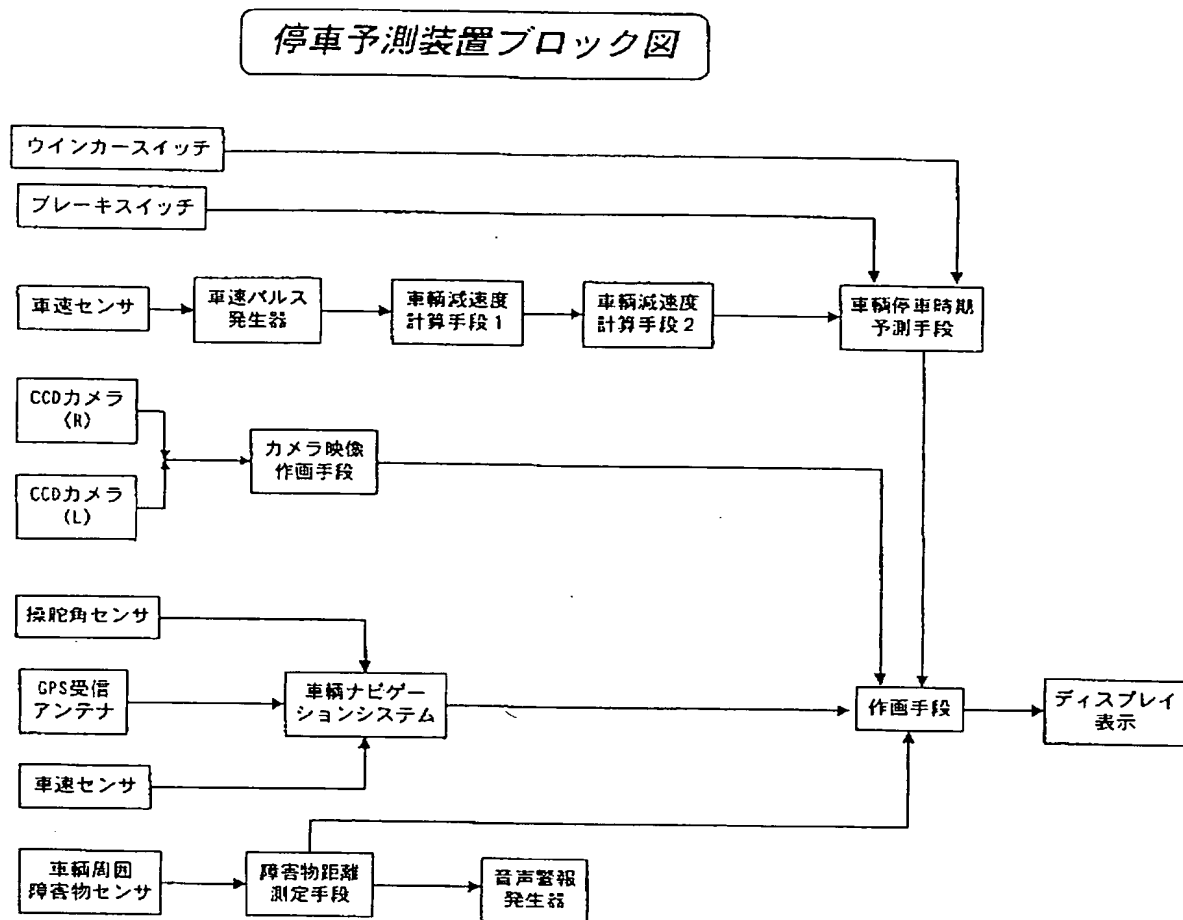 停車予測装置ブロック図
ウインカースイッチ
ブレーキスイッチ
車速センサ
車速パルス
発生器
車輌減速度
計算手段1
車輌減速度
計算手段2
車輌停車時期
予測手段
CCDカメラ
(R)
カメラ映像
作画手段
CCDカメラ
(L)
操舵角センサ
GPS受信
アンテナ
車輌ナビゲー
ションシステム
作画手段
ディスプレイ
表示
車速センサ
車輌周囲
障害物センサ
障害物距離
測定手段
音声警報
発生器